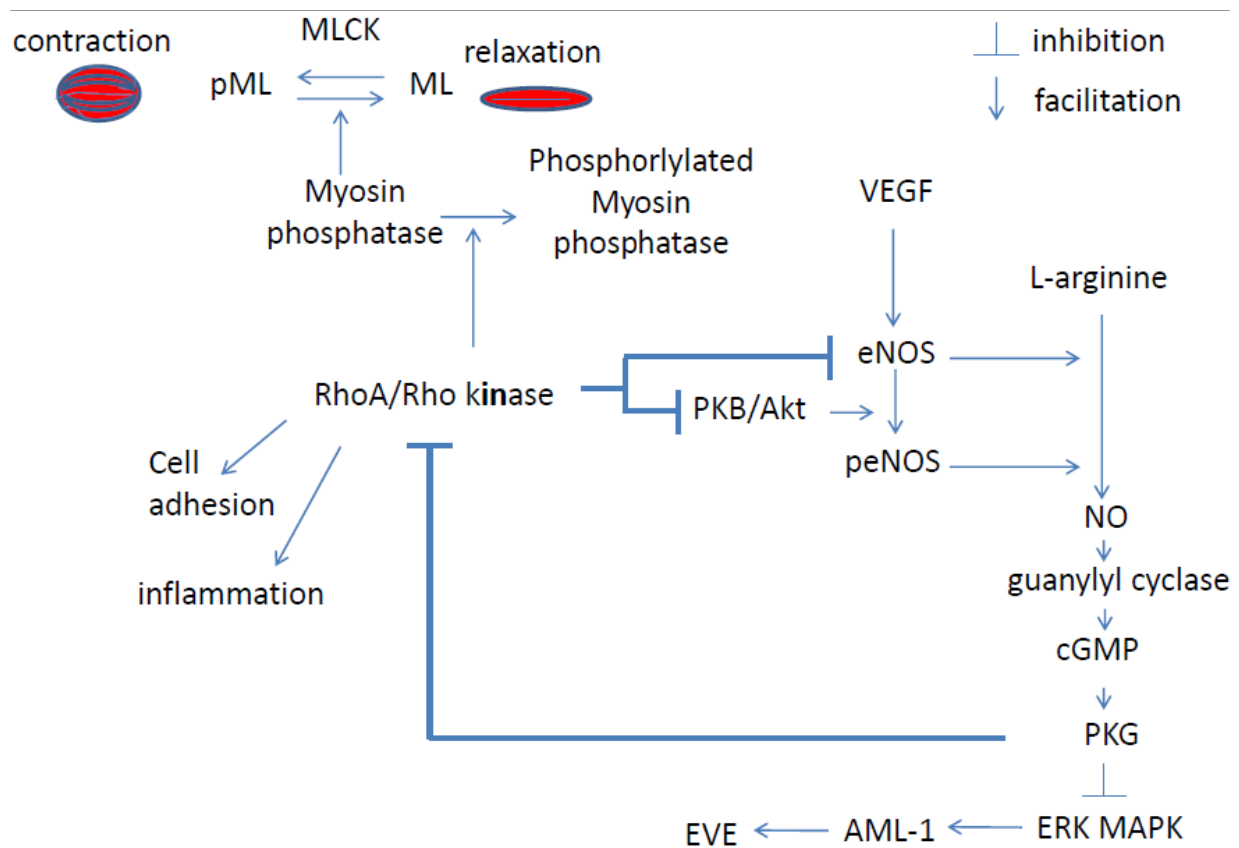 contraction
MLCK
relaxation
pML
ML
inhibition
facilitation
Phosphorlylated
Myosin
phosphatase
Myosin
phosphatase
VEGF
L-arginine
eNOS
RhoA/Rho kinase
PKB/Akt
peNOS
Cell
adhesion
NO
inflammation
guanylyl cyclase
cGMP
PKG
EVE
AML-1
ERK MAPK